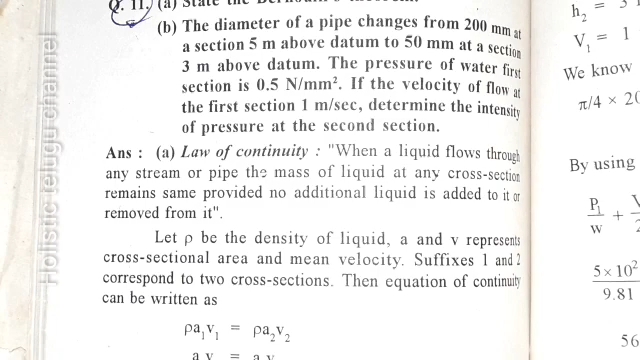 Q. 11. (a) State the
(b) The diameter of a pipe changes from 200 mm at
a section 5 m above datum to 50 mm at a section
3 m above datum. The pressure of water first
section is 0.5 N/mm². If the velocity of flow at
the first section 1 m/sec, determine the intensity
of pressure at the second section.
Ans : (a) Law of continuity : "When a liquid flows through
any stream or pipe the mass of liquid at any cross-section
remains same provided no additional liquid is added to it or
removed from it".
Let ρ be the density of liquid, a and v represents
cross-sectional area and mean velocity. Suffixes 1 and 2
correspond to two cross-sections. Then equation of continuity
can be written as
ρa₁v₁ = ρa₂v₂
h₂ =
V₁ = 1
We know
π/4 × 20
By using
P₁/w +
5 × 10²
9.81
56
Holistic telugu channel